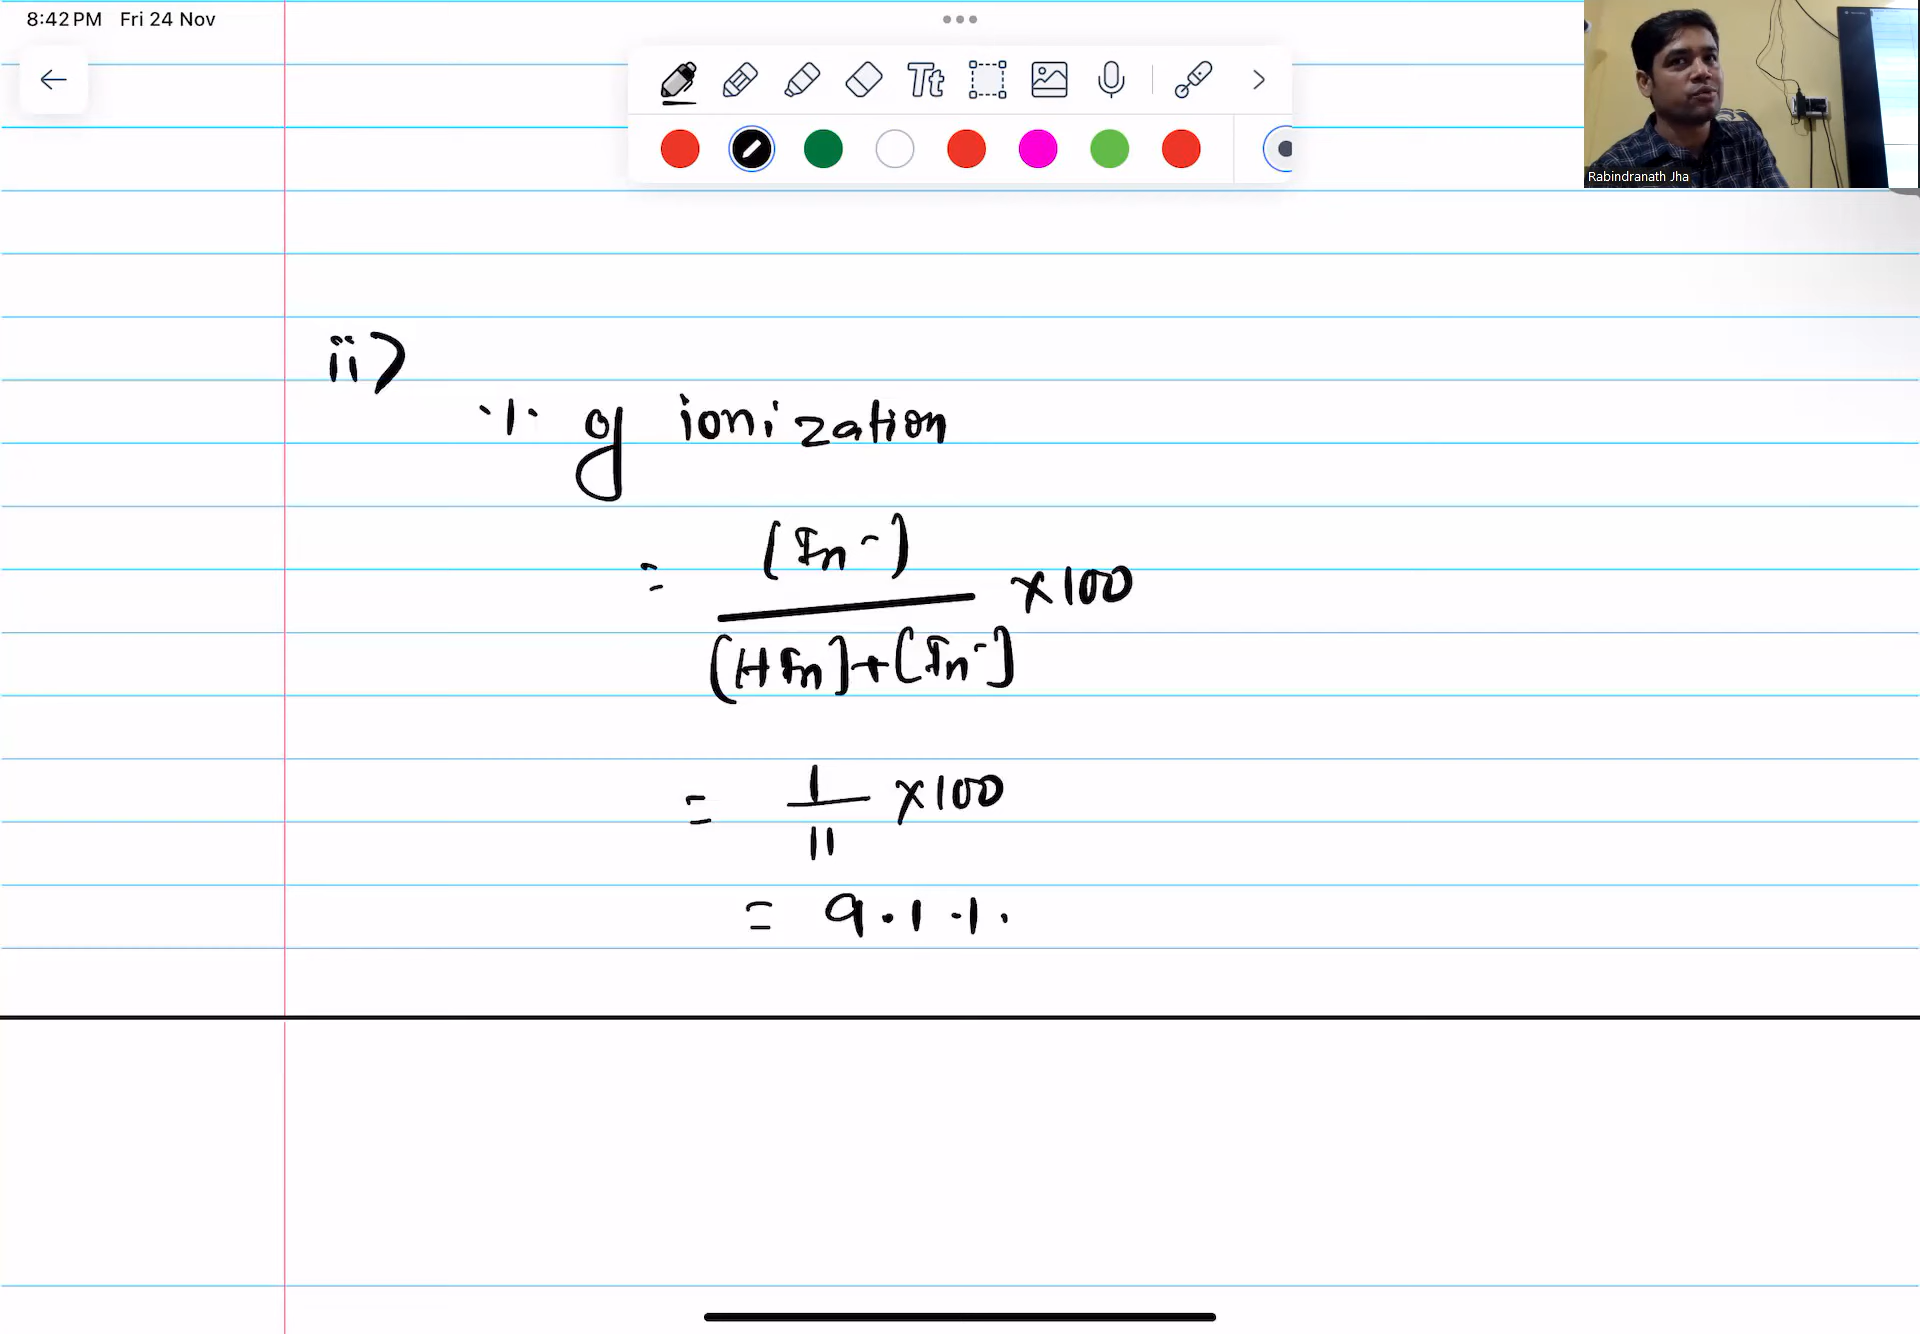 8:42 PM Fri 24 Nov
Tt
Rabindranath Jha
ii)
% of ionization
= [In⁻] / [HIn] + [In⁻] × 100
= 1/11 × 100
= 9.1 %